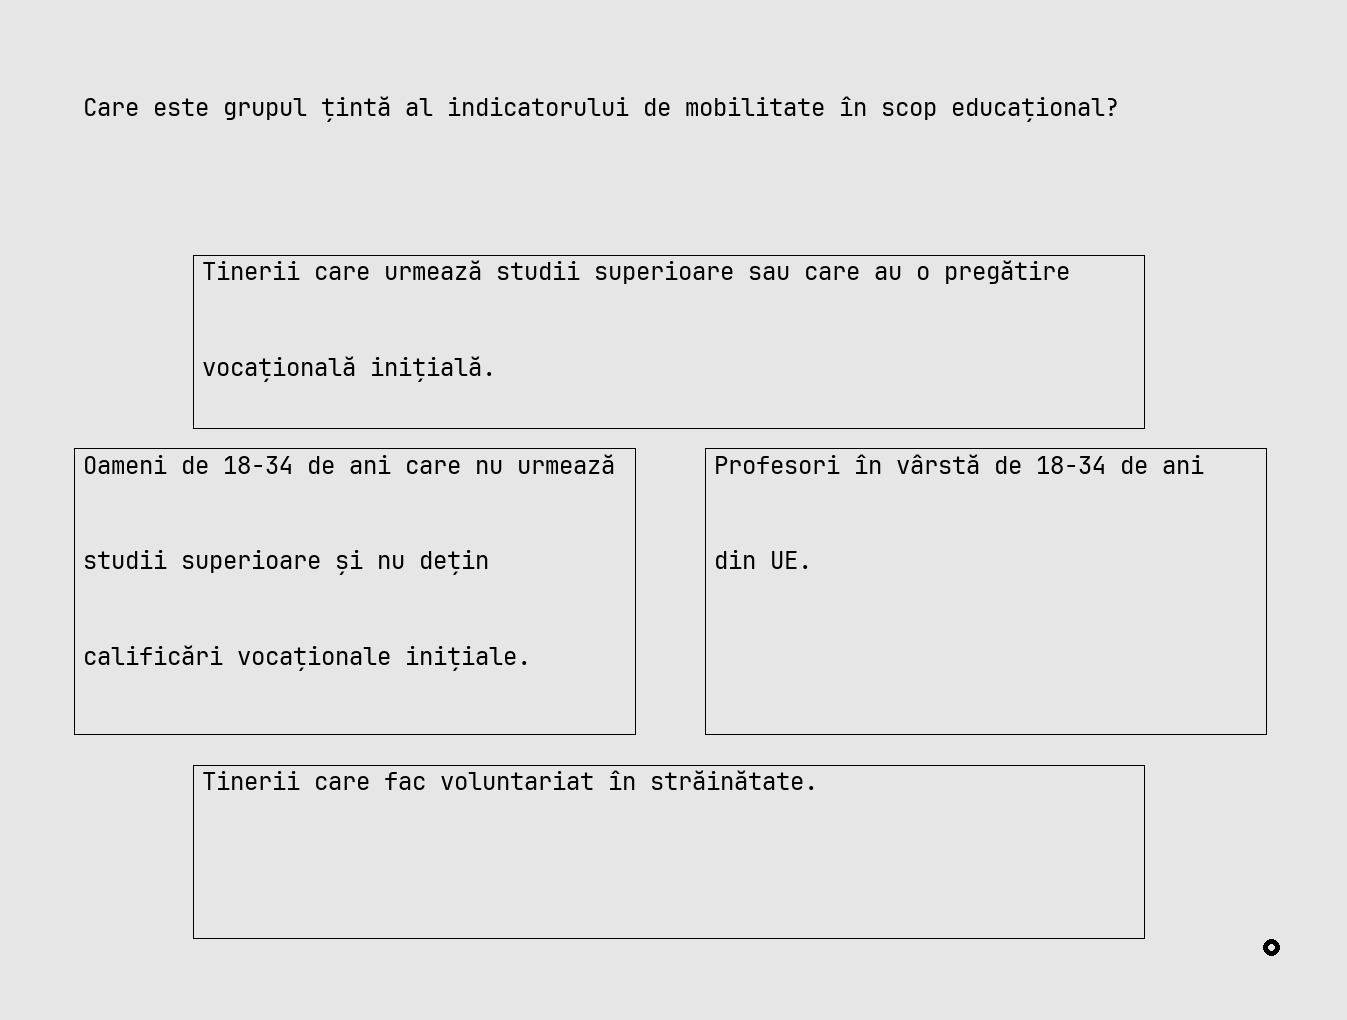 Care este grupul țintă al indicatorului de mobilitate în scop educațional?
Tinerii care urmează studii superioare sau care au o pregătire
vocațională inițială.
Oameni de 18-34 de ani care nu urmează
studii superioare și nu dețin
calificări vocaționale inițiale.
Profesori în vârstă de 18-34 de ani
din UE.
Tinerii care fac voluntariat în străinătate.